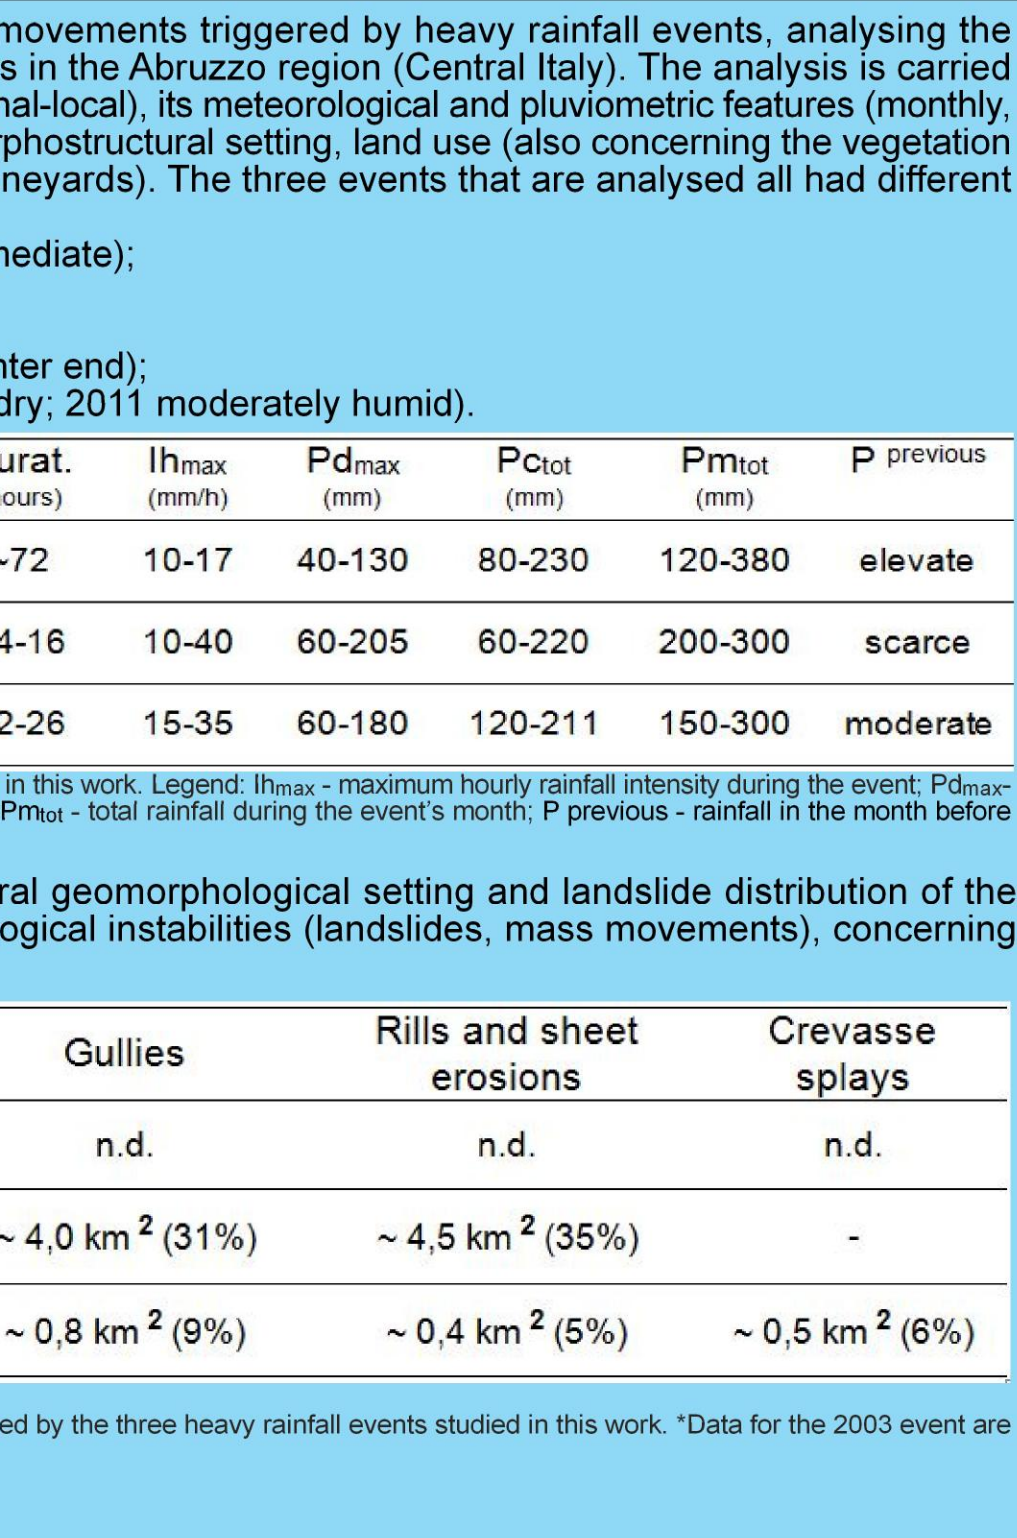 movements triggered by heavy rainfall events, analysing the
s in the Abruzzo region (Central Italy). The analysis is carried
nal-local), its meteorological and pluviometric features (monthly,
rphostructural setting, land use (also concerning the vegetation
neyards). The three events that are analysed all had different
mediate);
nter end);
dry; 2011 moderately humid).
urat. Ihmax Pdmax Pctot Pmtot P previous
ours) (mm/h) (mm) (mm) (mm)
~72 10-17 40-130 80-230 120-380 elevate
4-16 10-40 60-205 60-220 200-300 scarce
2-26 15-35 60-180 120-211 150-300 moderate
in this work. Legend: Ihmax - maximum hourly rainfall intensity during the event; Pdmax-
Pmtot - total rainfall during the event's month; P previous - rainfall in the month before
ral geomorphological setting and landslide distribution of the
ogical instabilities (landslides, mass movements), concerning
Gullies Rills and sheet erosions Crevasse splays
n.d. n.d. n.d.
~ 4,0 km 2 (31%) ~ 4,5 km 2 (35%) -
~ 0,8 km 2 (9%) ~ 0,4 km 2 (5%) ~ 0,5 km 2 (6%)
ed by the three heavy rainfall events studied in this work. *Data for the 2003 event are